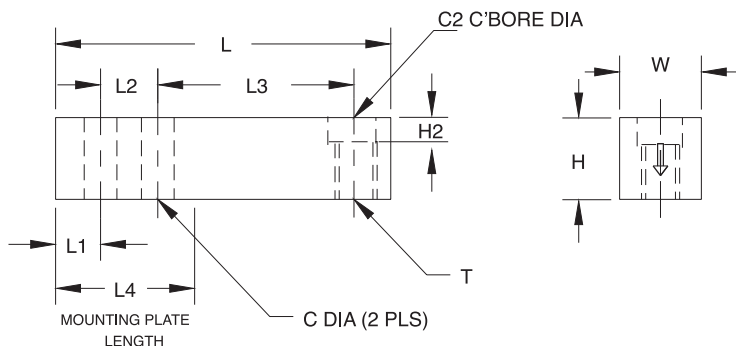 C2 C'BORE DIA
L
W
L2
L3
H2
H
L1
T
L4
C DIA (2 PLS)
MOUNTING PLATE
LENGTH